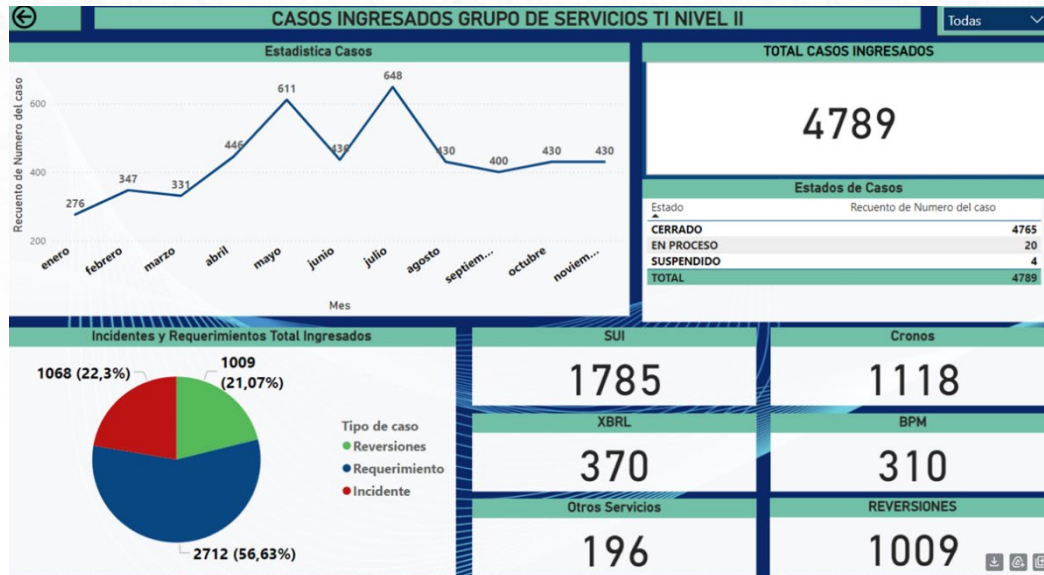 CASOS INGRESADOS GRUPO DE SERVICIOS TI NIVEL II
Todas
Estadistica Casos
Recuento de Numero del caso
600
400
200
276
347
331
446
611
436
648
430
400
430
430
enero
febrero
marzo
abril
mayo
junio
julio
agosto
septiem...
octubre
noviem...
Mes
TOTAL CASOS INGRESADOS
4789
Estados de Casos
Estado Recuento de Numero del caso
CERRADO 4765
EN PROCESO 20
SUSPENDIDO 4
TOTAL 4789
Incidentes y Requerimientos Total Ingresados
1068 (22,3%)
1009
(21,07%)
2712 (56,63%)
Tipo de caso
Reversiones
Requerimiento
Incidente
SUI
1785
Cronos
1118
XBRL
370
BPM
310
Otros Servicios
196
REVERSIONES
1009